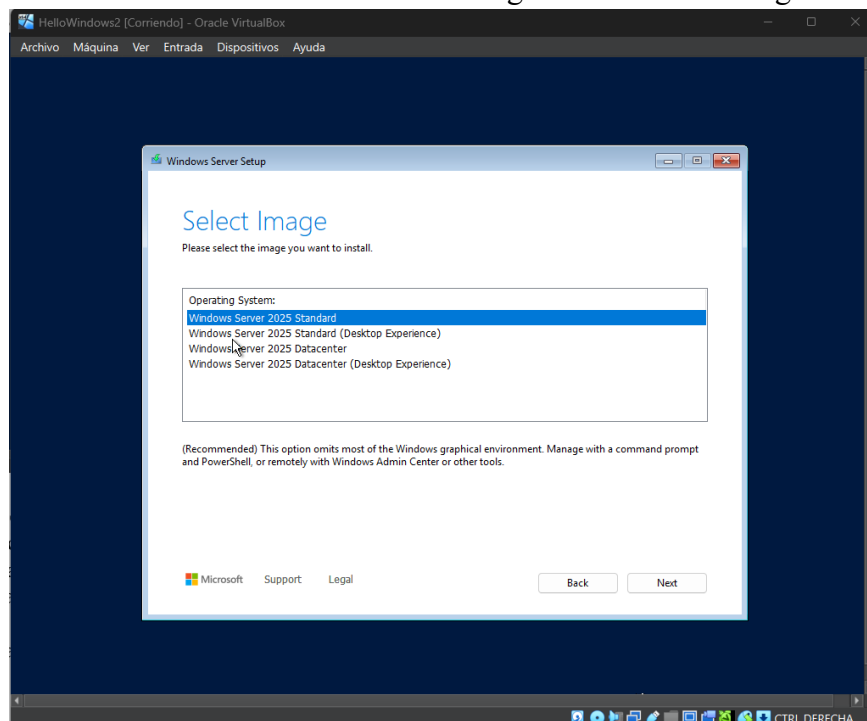 HelloWindows2 [Corriendo] - Oracle VirtualBox
Archivo Máquina Ver Entrada Dispositivos Ayuda
Windows Server Setup
Select Image
Please select the image you want to install.
Operating System:
Windows Server 2025 Standard
Windows Server 2025 Standard (Desktop Experience)
Windows Server 2025 Datacenter
Windows Server 2025 Datacenter (Desktop Experience)
(Recommended) This option omits most of the Windows graphical environment. Manage with a command prompt
and PowerShell, or remotely with Windows Admin Center or other tools.
Microsoft Support Legal Back Next
CTRL DERECHA